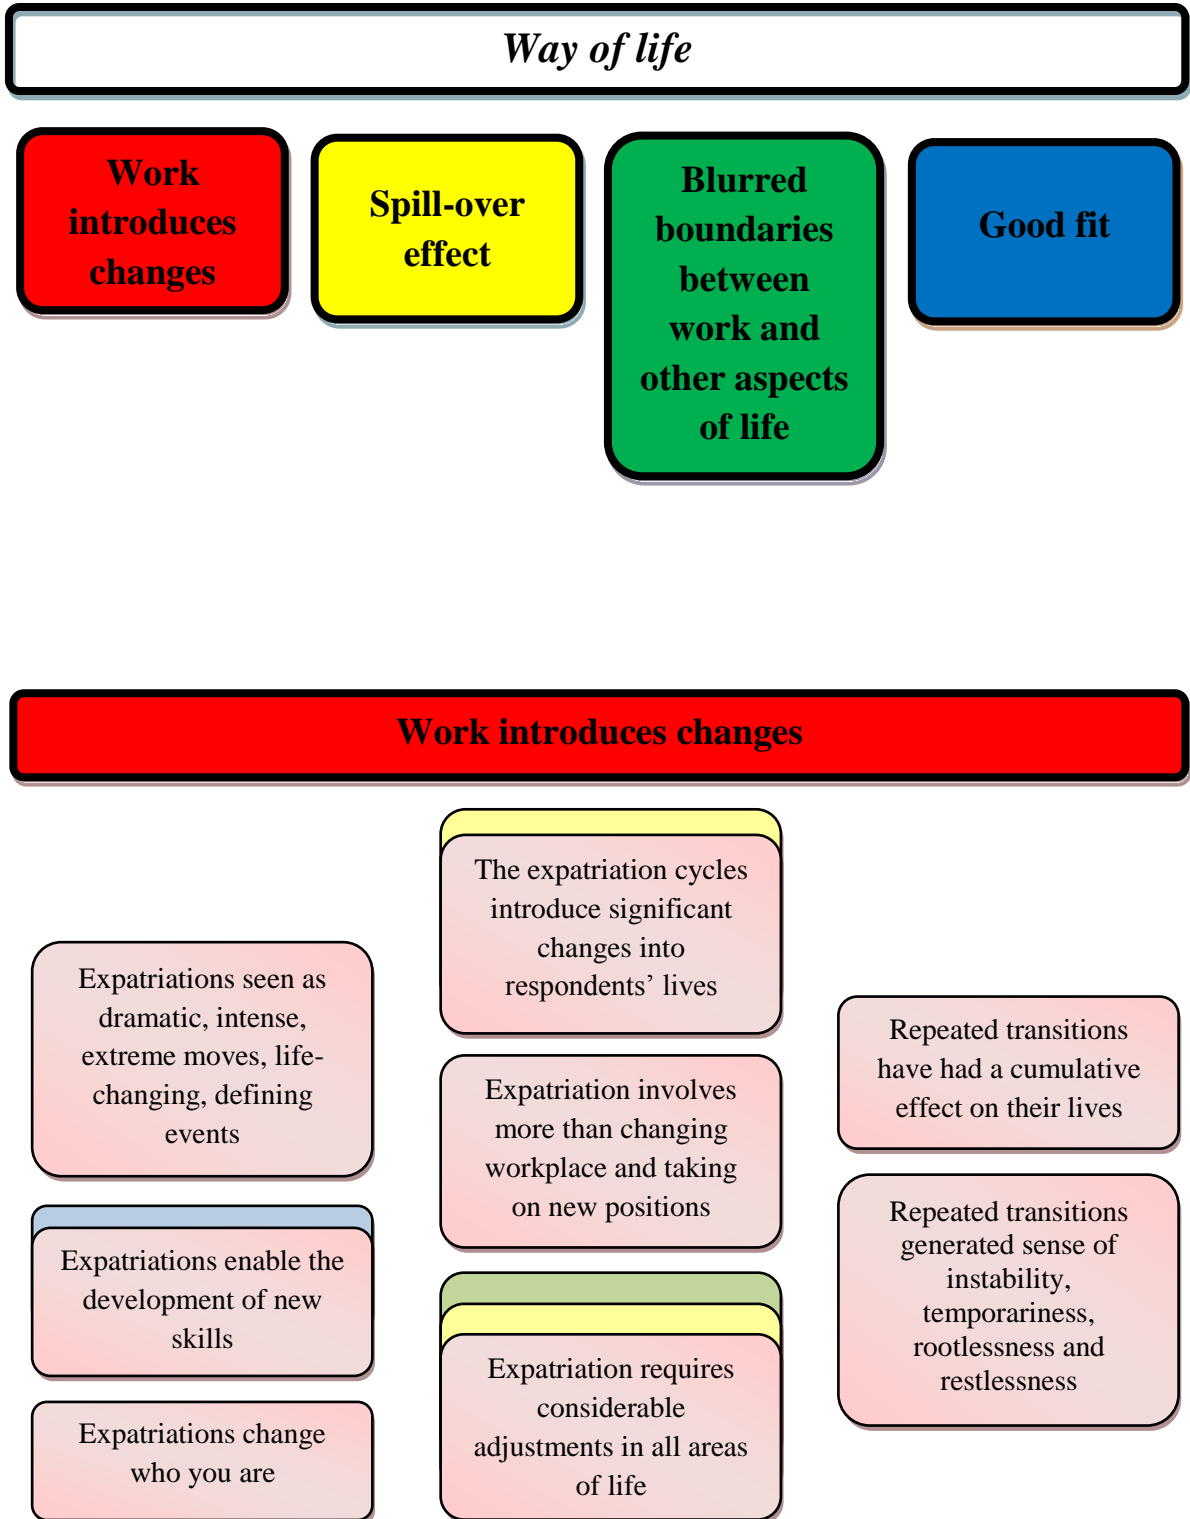 Way of life
Work
introduces
changes
Spill-over
effect
Blurred
boundaries
between
work and
other aspects
of life
Good fit
Work introduces changes
Expatriations seen as
dramatic, intense,
extreme moves, life-
changing, defining
events
Expatriations enable the
development of new
skills
Expatriations change
who you are
The expatriation cycles
introduce significant
changes into
respondents’ lives
Expatriation involves
more than changing
workplace and taking
on new positions
Expatriation requires
considerable
adjustments in all areas
of life
Repeated transitions
have had a cumulative
effect on their lives
Repeated transitions
generated sense of
instability,
temporariness,
rootlessness and
restlessness